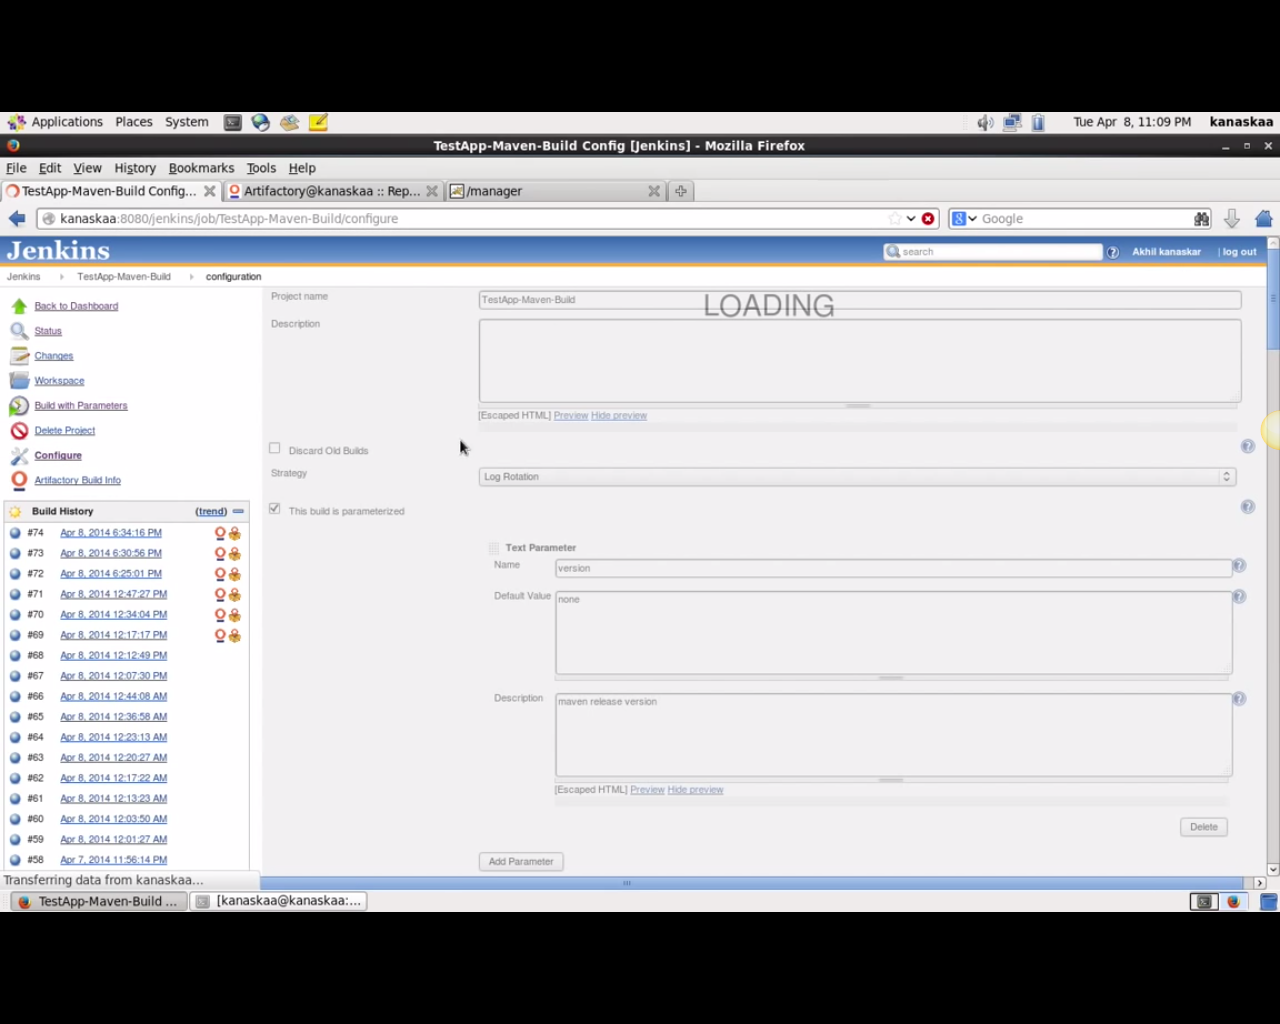 Applications Places System Tue Apr 8, 11:09 PM kanaskaa
TestApp-Maven-Build Config [Jenkins] - Mozilla Firefox
File Edit View History Bookmarks Tools Help
TestApp-Maven-Build Config... Artifactory@kanaskaa :: Rep... /manager
kanaskaa:8080/jenkins/job/TestApp-Maven-Build/configure Google
Jenkins search Akhil kanaskar | log out
Jenkins TestApp-Maven-Build configuration
Back to Dashboard
Status
Changes
Workspace
Build with Parameters
Delete Project
Configure
Artifactory Build Info
Build History (trend)
#74 Apr 8, 2014 6:34:16 PM
#73 Apr 8, 2014 6:30:56 PM
#72 Apr 8, 2014 6:25:01 PM
#71 Apr 8, 2014 12:47:27 PM
#70 Apr 8, 2014 12:34:04 PM
#69 Apr 8, 2014 12:17:17 PM
#68 Apr 8, 2014 12:12:49 PM
#67 Apr 8, 2014 12:07:30 PM
#66 Apr 8, 2014 12:44:08 AM
#65 Apr 8, 2014 12:36:58 AM
#64 Apr 8, 2014 12:23:13 AM
#63 Apr 8, 2014 12:20:27 AM
#62 Apr 8, 2014 12:17:22 AM
#61 Apr 8, 2014 12:13:23 AM
#60 Apr 8, 2014 12:03:50 AM
#59 Apr 8, 2014 12:01:27 AM
#58 Apr 7, 2014 11:56:14 PM
Project name TestApp-Maven-Build
LOADING
Description
[Escaped HTML] Preview Hide preview
Discard Old Builds
Strategy Log Rotation
This build is parameterized
Text Parameter
Name version
Default Value none
Description maven release version
[Escaped HTML] Preview Hide preview
Delete
Add Parameter
Transferring data from kanaskaa...
TestApp-Maven-Build ... [kanaskaa@kanaskaa:...